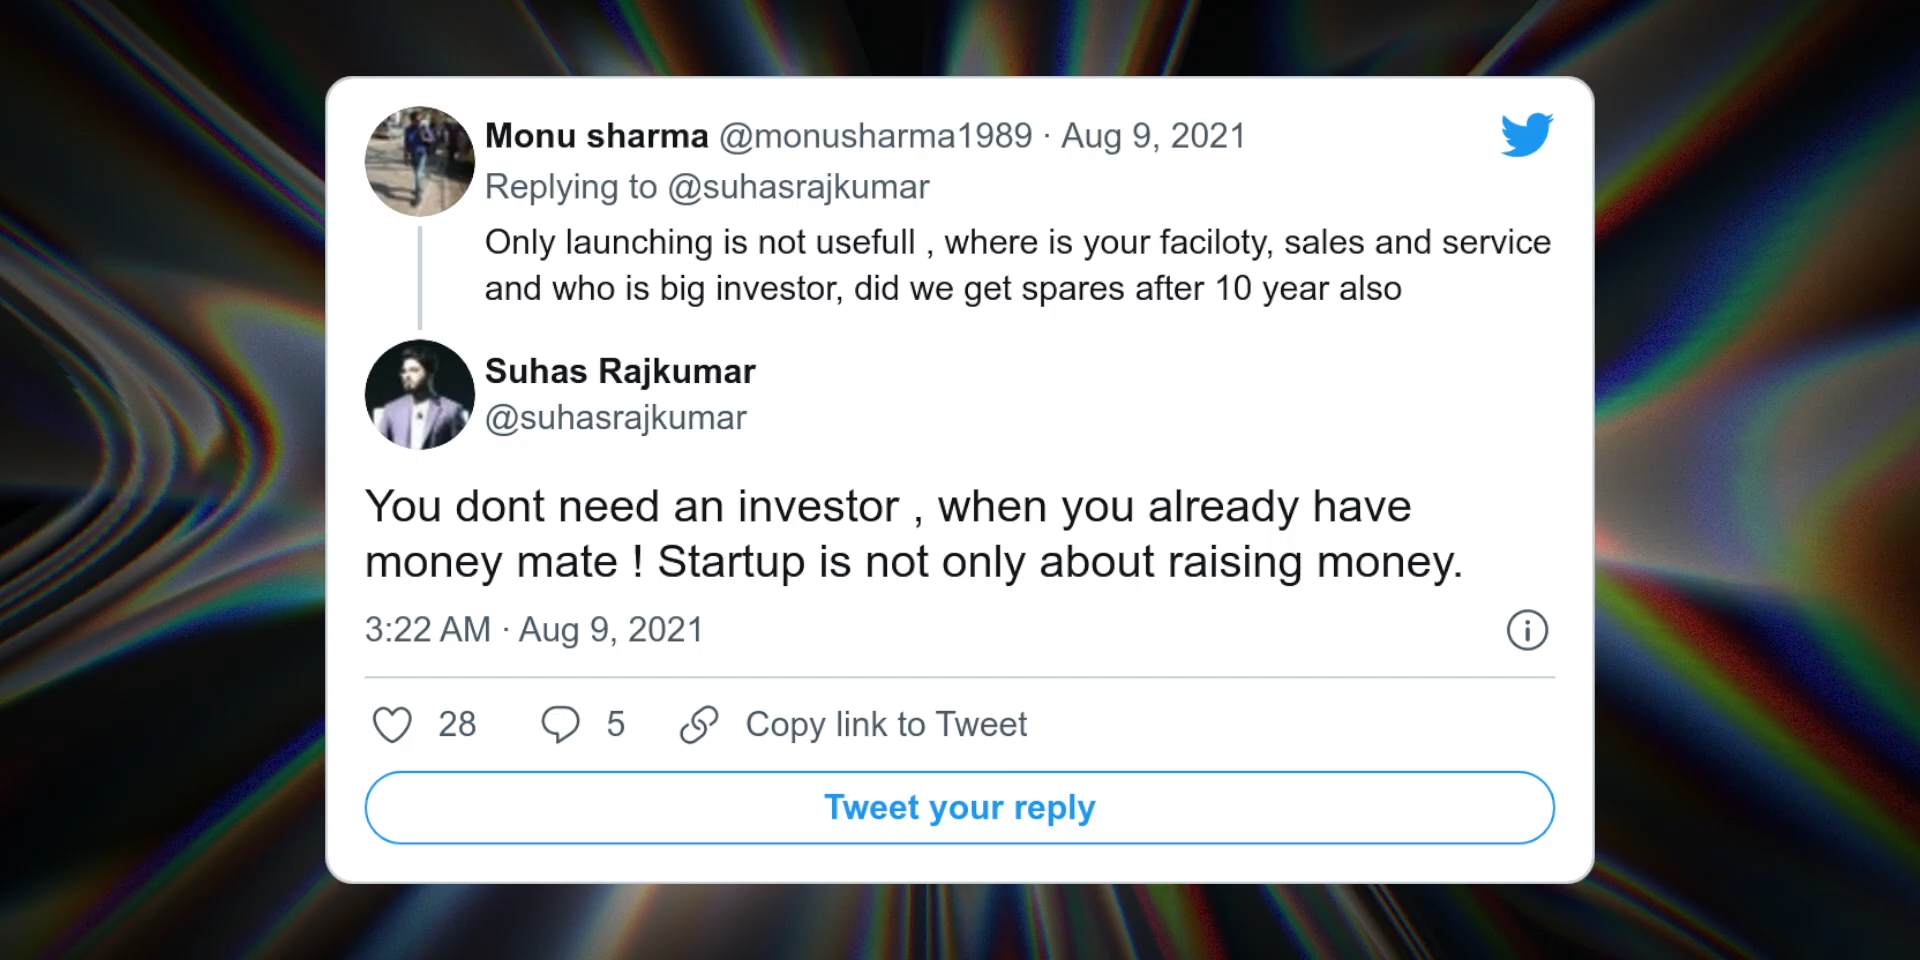 Monu sharma @monusharma1989 · Aug 9, 2021
Replying to @suhasrajkumar
Only launching is not usefull , where is your faciloty, sales and service
and who is big investor, did we get spares after 10 year also
Suhas Rajkumar
@suhasrajkumar
You dont need an investor , when you already have
money mate ! Startup is not only about raising money.
3:22 AM · Aug 9, 2021
28 5 Copy link to Tweet
Tweet your reply